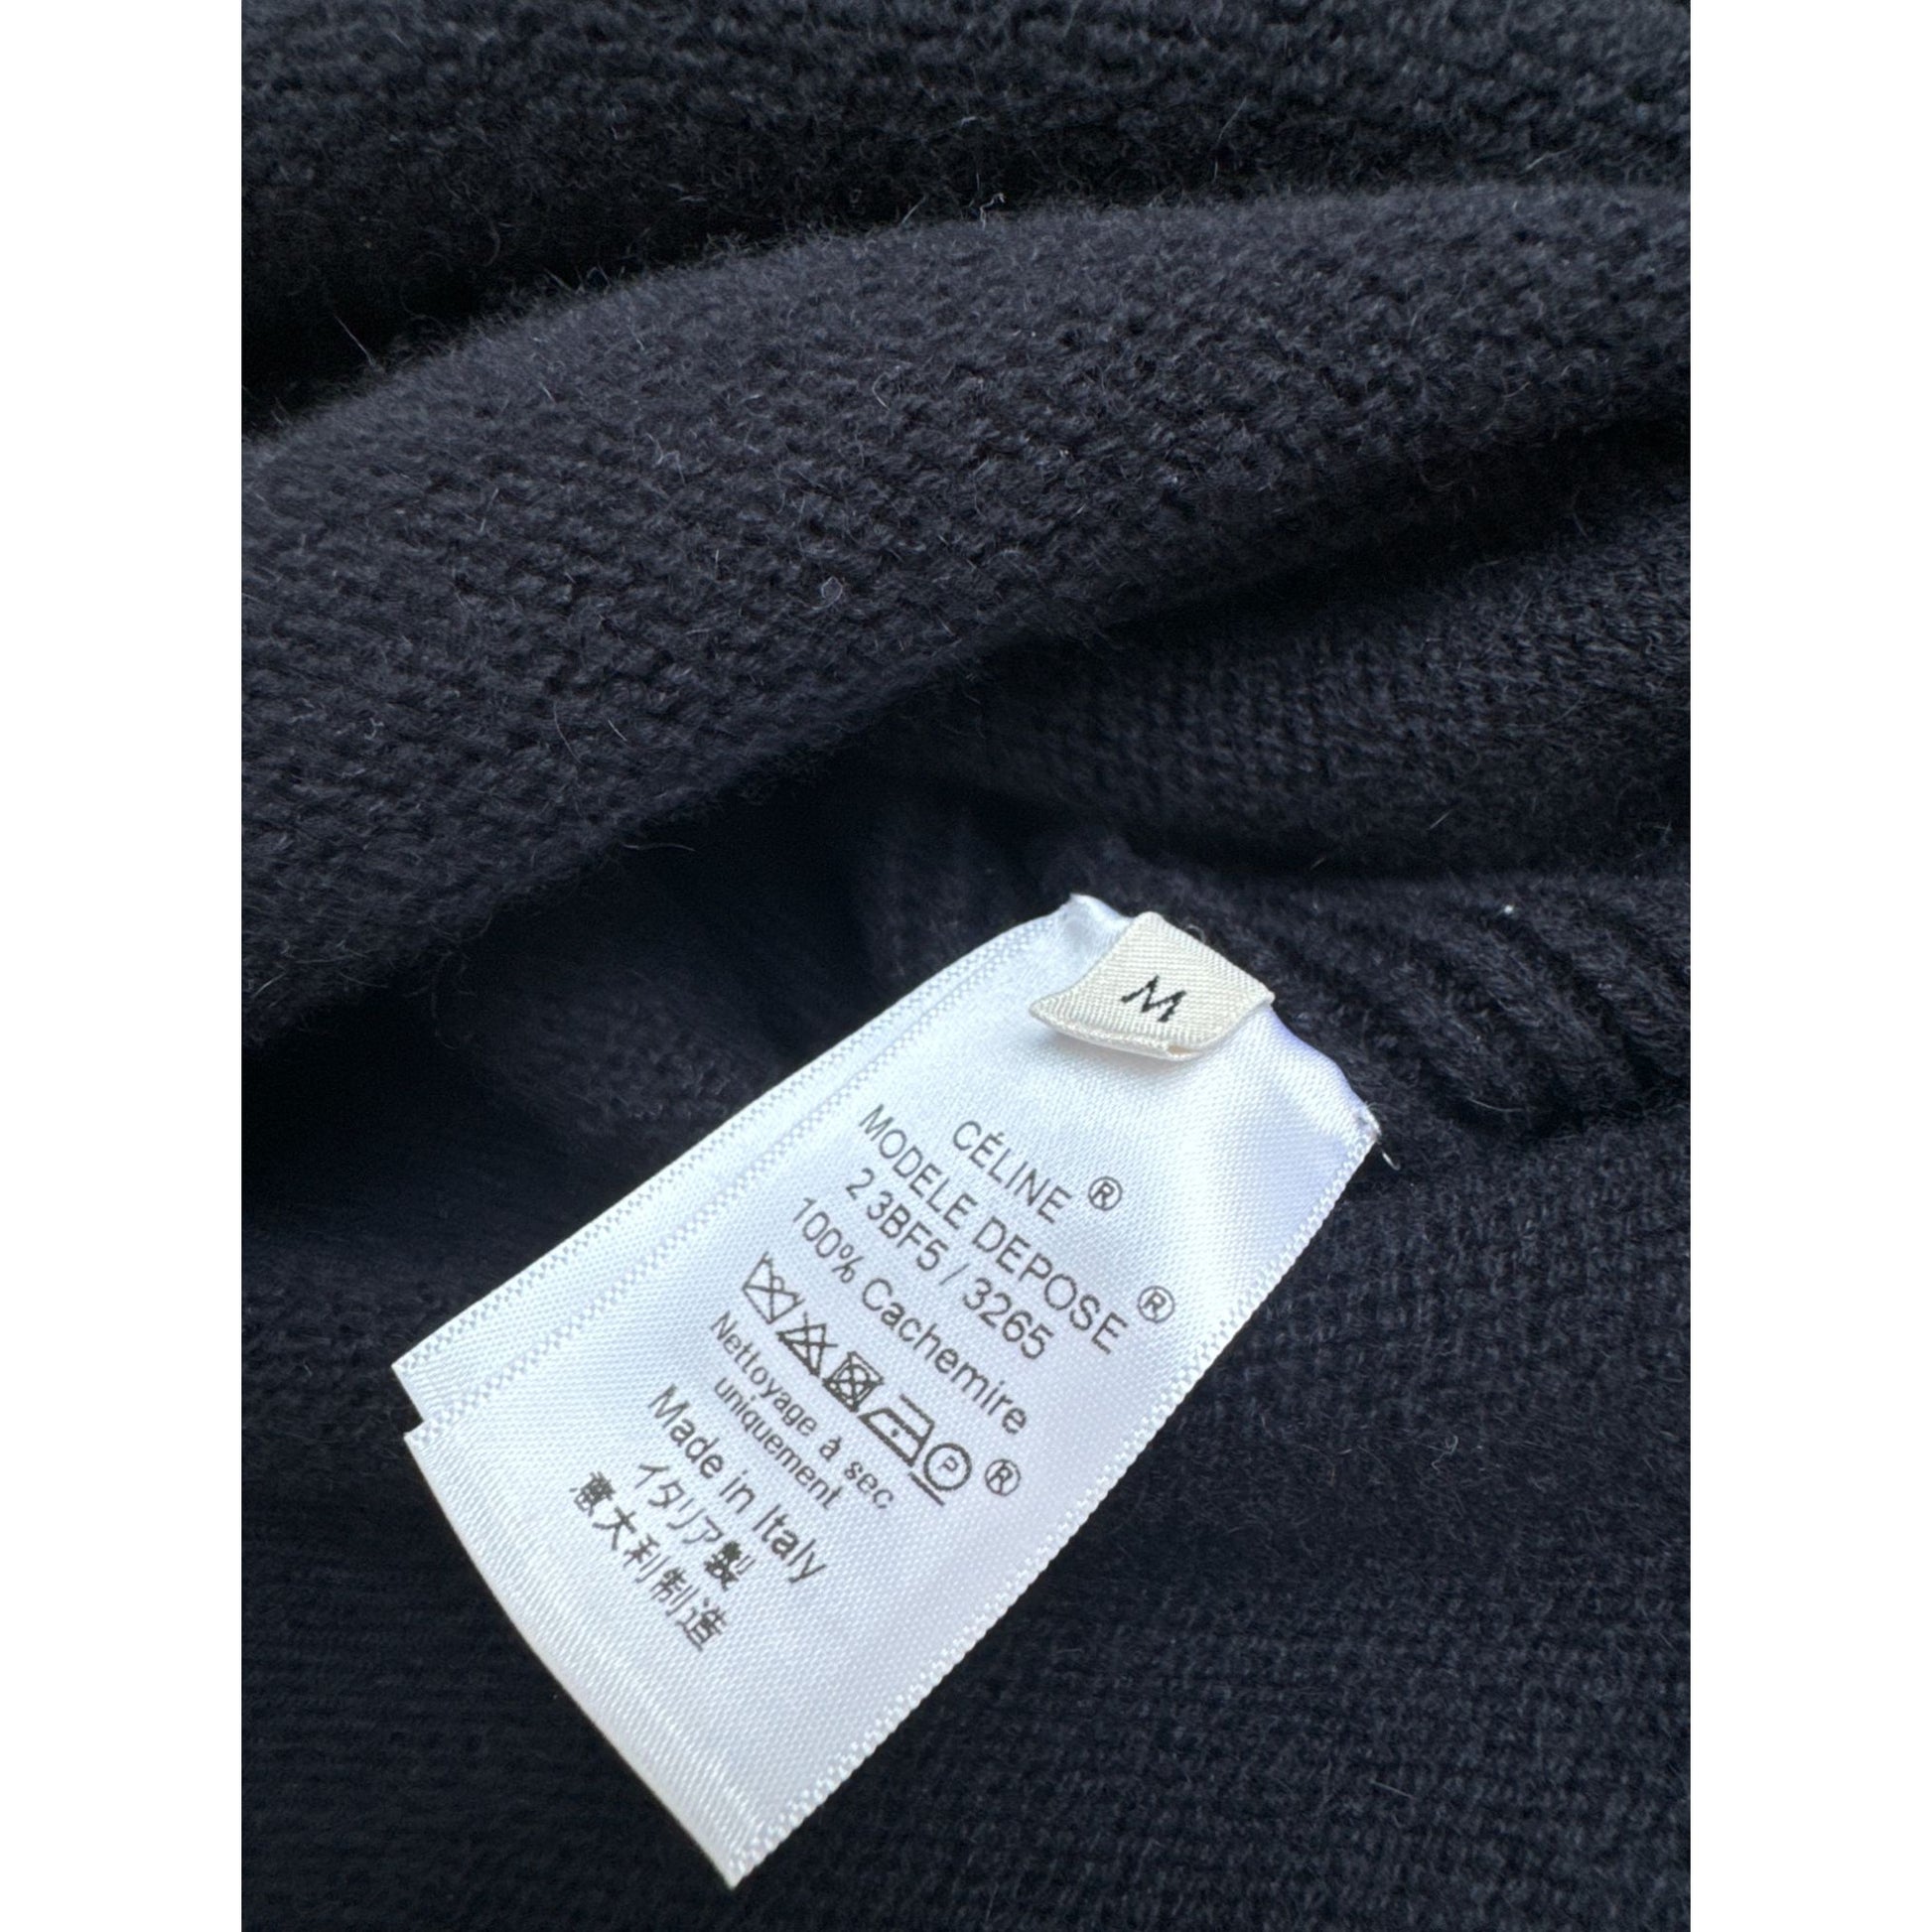 M
CÉLINE ®
MODELE DEPOSE ®
2 3BF5 / 3265
100% Cachemire
P ®
Nettoyage à sec
uniquement
Made in Italy
イタリア製
意大利制造